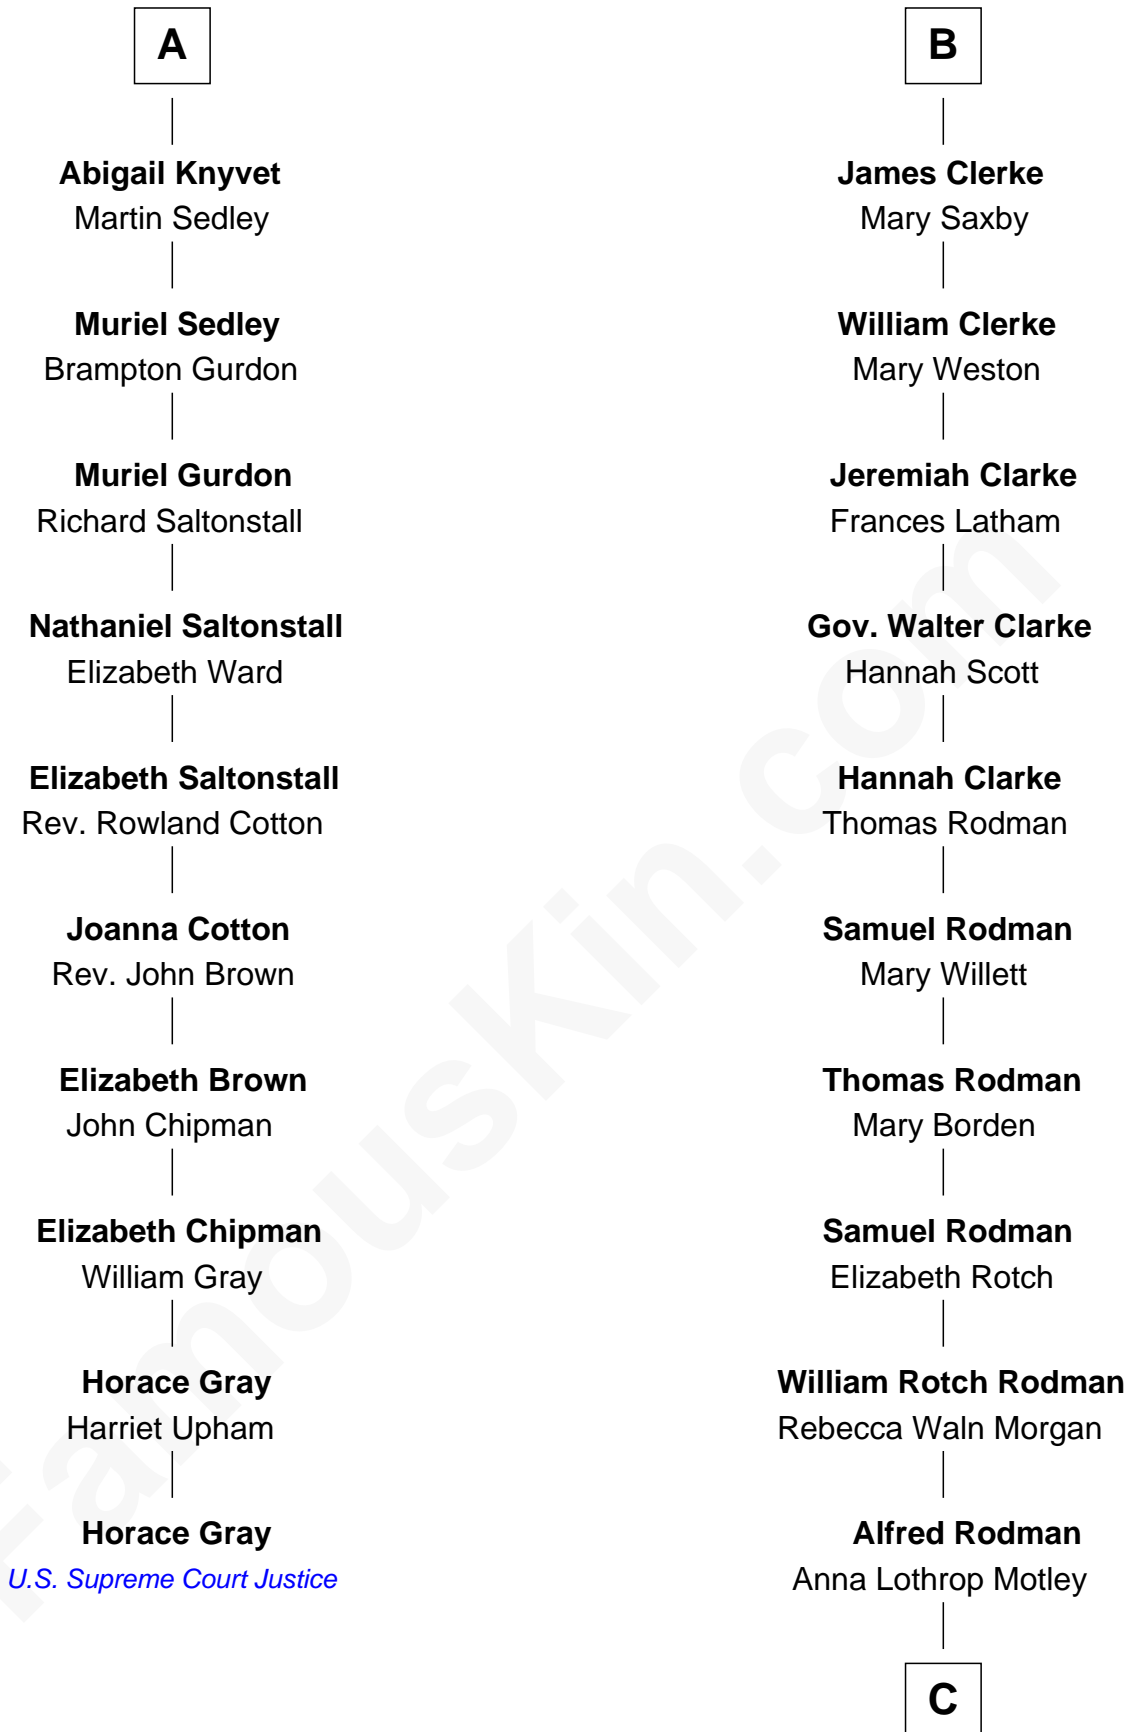 A
Abigail Knyvet
Martin Sedley
Muriel Sedley
Brampton Gurdon
Muriel Gurdon
Richard Saltonstall
Nathaniel Saltonstall
Elizabeth Ward
Elizabeth Saltonstall
Rev. Rowland Cotton
Joanna Cotton
Rev. John Brown
Elizabeth Brown
John Chipman
Elizabeth Chipman
William Gray
Horace Gray
Harriet Upham
Horace Gray
U.S. Supreme Court Justice
B
James Clerke
Mary Saxby
William Clerke
Mary Weston
Jeremiah Clarke
Frances Latham
Gov. Walter Clarke
Hannah Scott
Hannah Clarke
Thomas Rodman
Samuel Rodman
Mary Willett
Thomas Rodman
Mary Borden
Samuel Rodman
Elizabeth Rotch
William Rotch Rodman
Rebecca Waln Morgan
Alfred Rodman
Anna Lothrop Motley
C
FamousKin.com